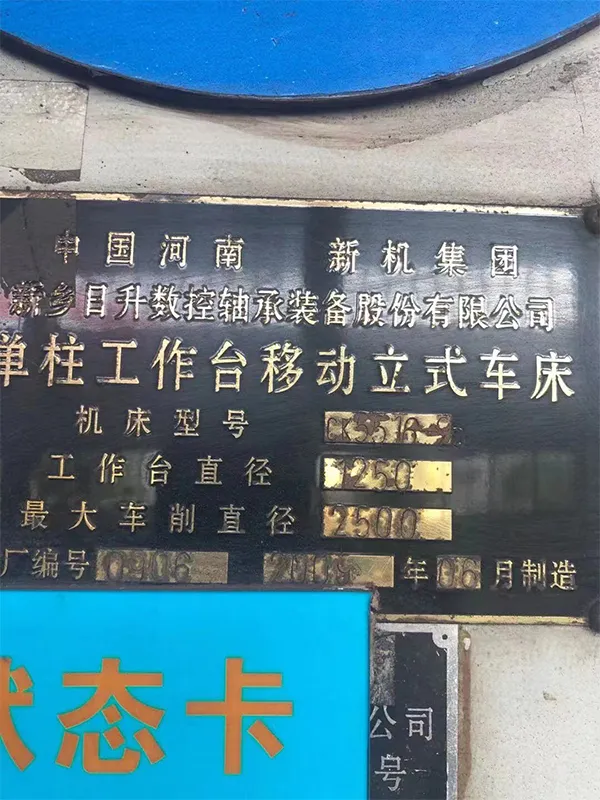 中国河南 新机集团
新乡日升数控轴承装备股份有限公司
单柱工作台移动立式车床
机床型号
工作台直径 1250
最大车削直径 2500
厂编号 0906 年 06 月制造
状态卡
公司
号